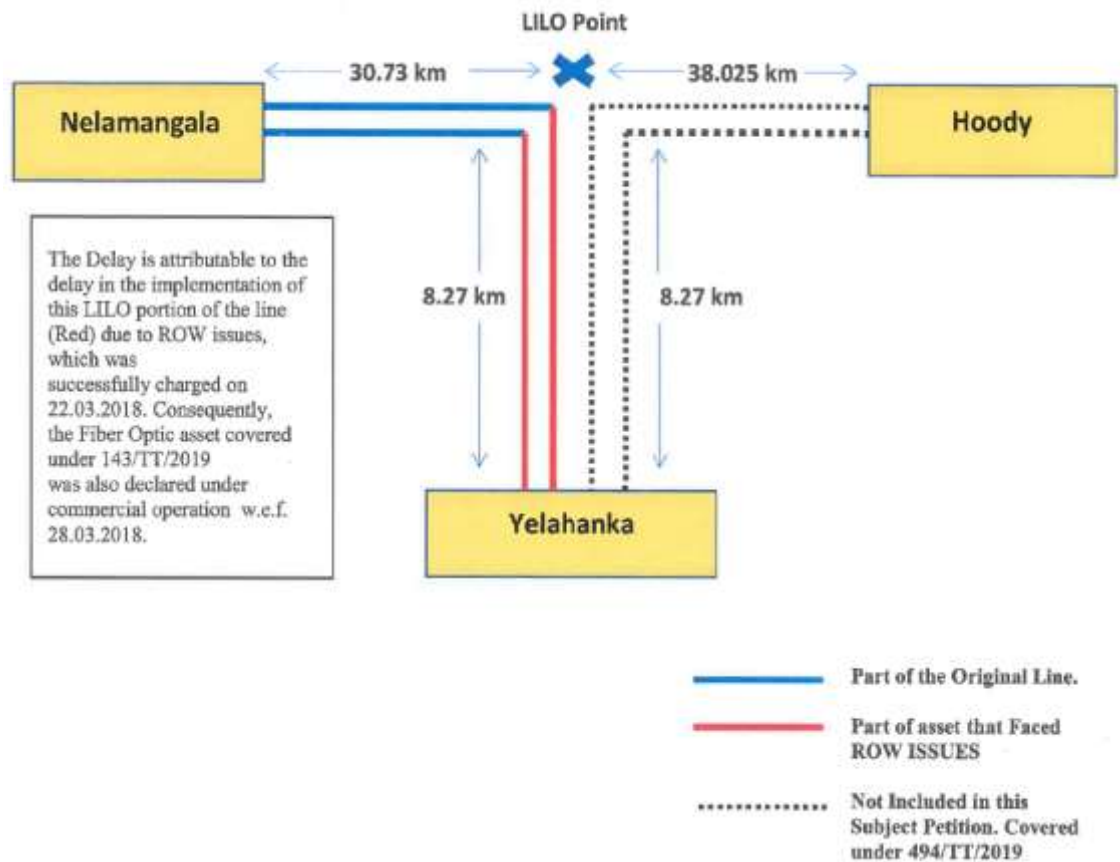 LILO Point
30.73 km
38.025 km
Nelamangala
Hoody
The Delay is attributable to the
delay in the implementation of
this LILO portion of the line
(Red) due to ROW issues,
which was
successfully charged on
22.03.2018. Consequently,
the Fiber Optic asset covered
under 143/TT/2019
was also declared under
commercial operation w.e.f.
28.03.2018.
8.27 km
8.27 km
Yelahanka
Part of the Original Line.
Part of asset that Faced
ROW ISSUES
Not Included in this
Subject Petition. Covered
under 494/TT/2019